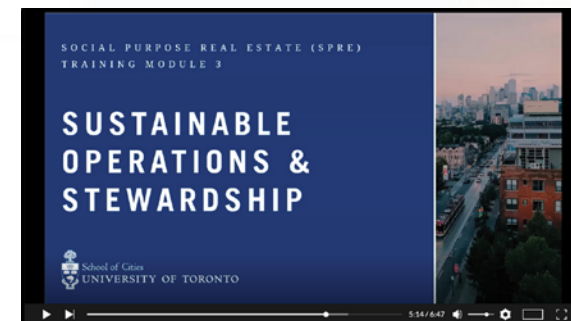 SOCIAL PURPOSE REAL ESTATE (SPRE)
TRAINING MODULE 3
SUSTAINABLE
OPERATIONS &
STEWARDSHIP
School of Cities
UNIVERSITY OF TORONTO
5:14 / 6:47